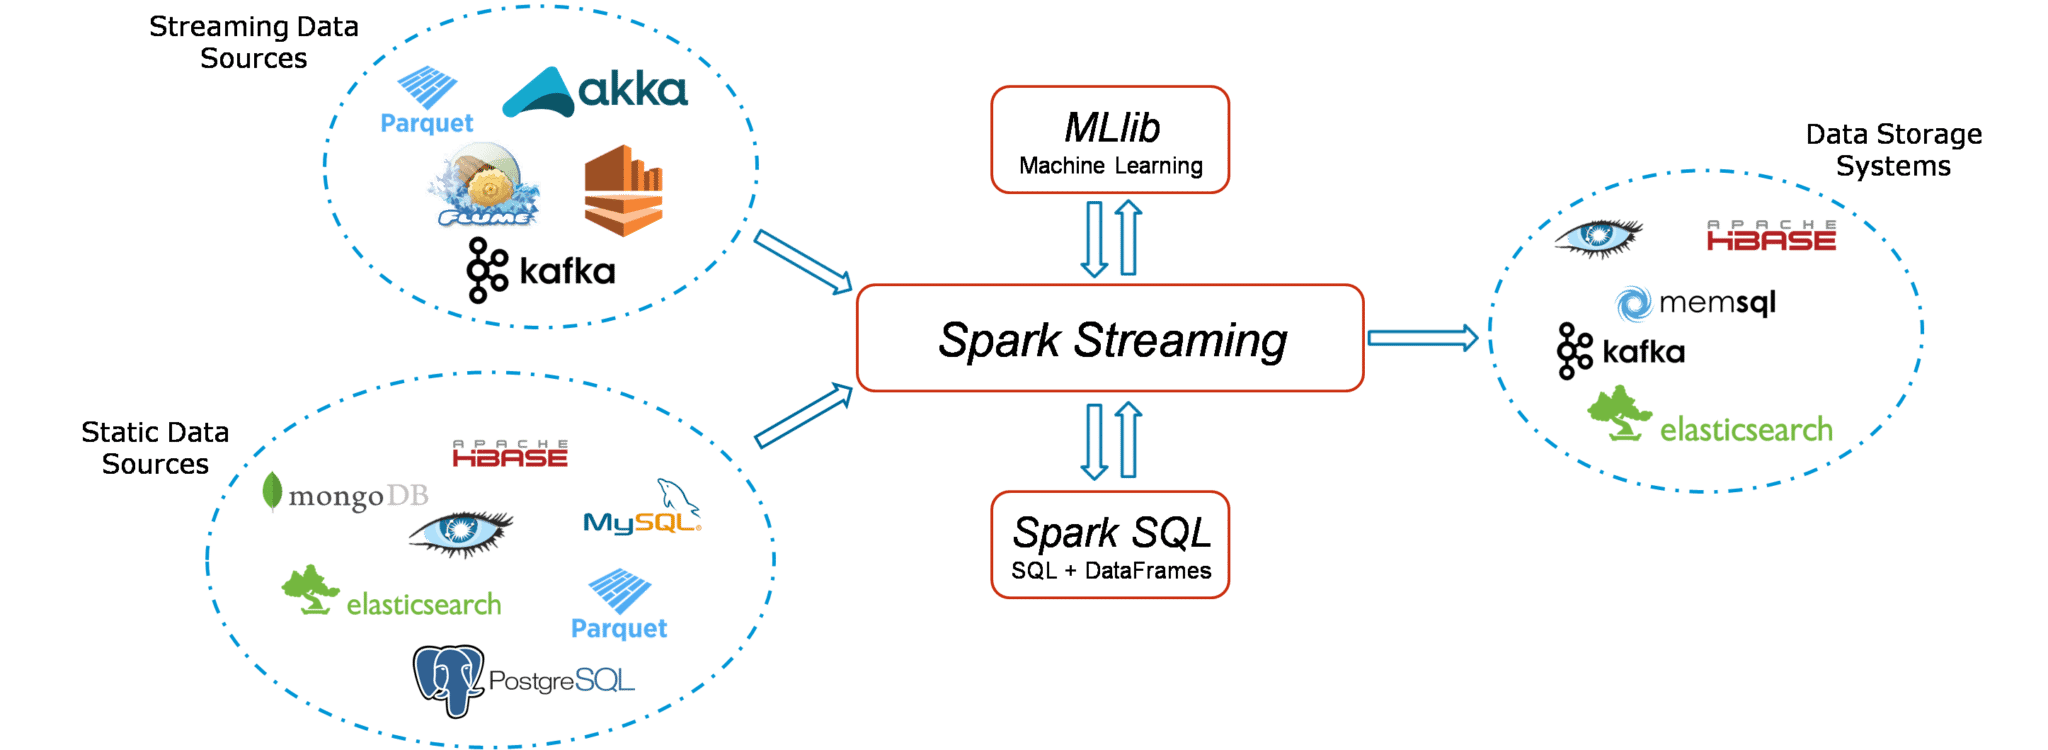 Streaming Data
Sources
Parquet
akka
FLUME
kafka
Static Data
Sources
APACHE
HBASE
mongoDB
MySQL®
elasticsearch
Parquet
PostgreSQL
MLlib
Machine Learning
Spark Streaming
Spark SQL
SQL + DataFrames
Data Storage
Systems
APACHE
HBASE
memsql
kafka
elasticsearch